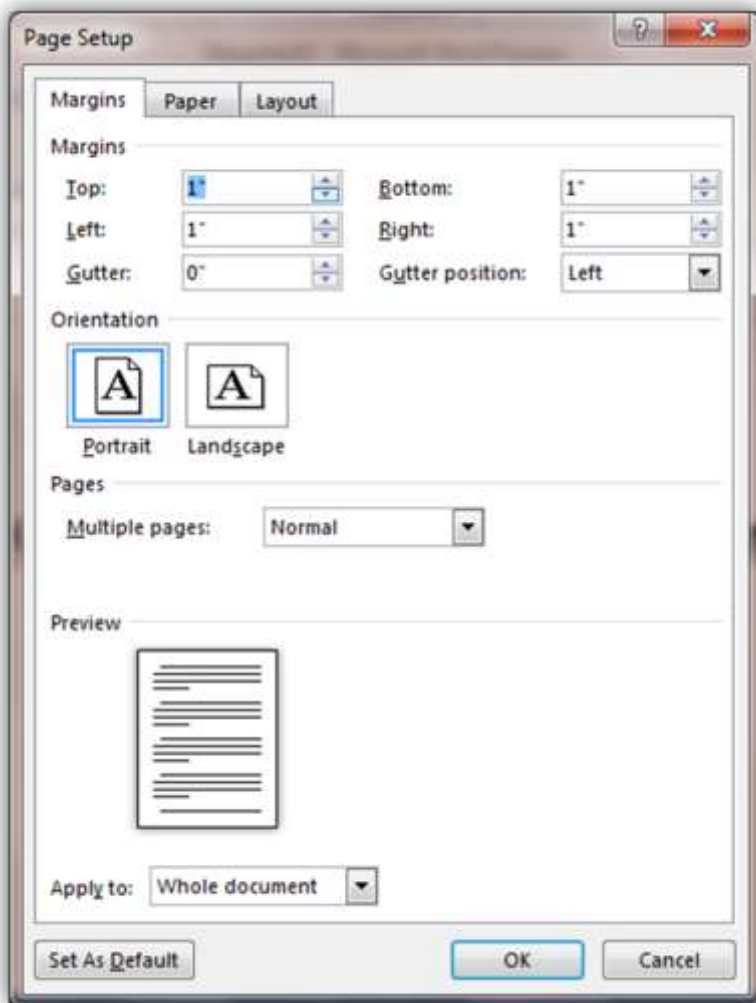 Page Setup
Margins Paper Layout
Margins
Top: 1" Bottom: 1"
Left: 1" Right: 1"
Gutter: 0" Gutter position: Left
Orientation
A A
Portrait Landscape
Pages
Multiple pages: Normal
Preview
Apply to: Whole document
Set As Default OK Cancel